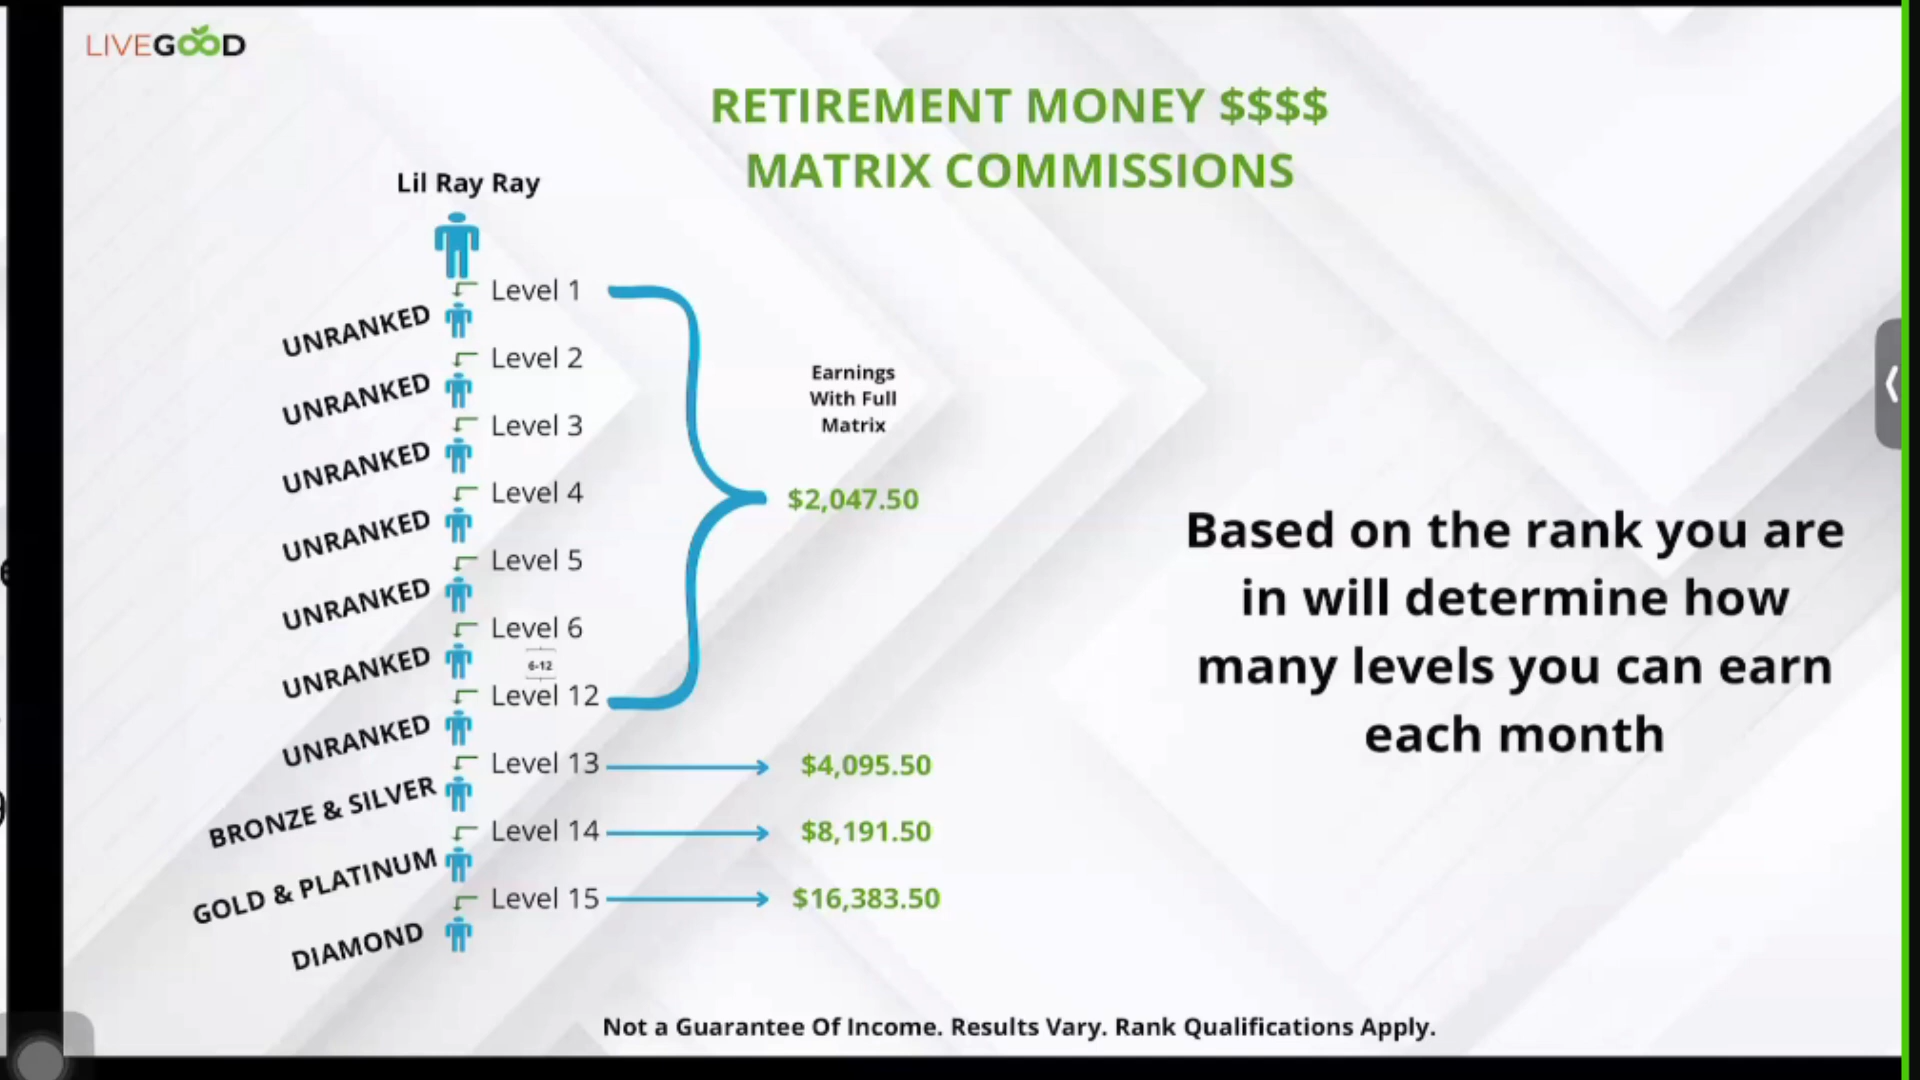 LIVEGOOD
RETIREMENT MONEY $$$$
MATRIX COMMISSIONS
Lil Ray Ray
Level 1
UNRANKED
Level 2
UNRANKED
Level 3
UNRANKED
Level 4
UNRANKED
Level 5
UNRANKED
Level 6
UNRANKED
6-12
Level 12
UNRANKED
Level 13
BRONZE & SILVER
Level 14
GOLD & PLATINUM
Level 15
DIAMOND
Earnings
With Full
Matrix
$2,047.50
$4,095.50
$8,191.50
$16,383.50
Based on the rank you are
in will determine how
many levels you can earn
each month
Not a Guarantee Of Income. Results Vary. Rank Qualifications Apply.